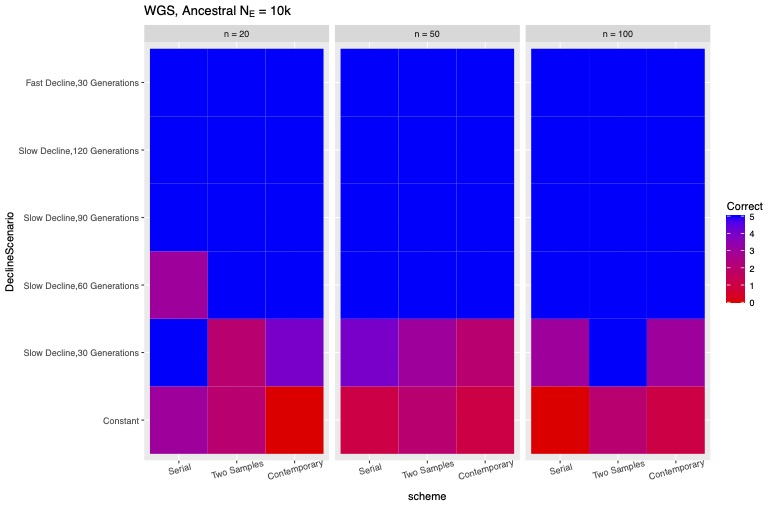 WGS, Ancestral NE = 10k
n = 20
n = 50
n = 100
DeclineScenario
Fast Decline,30 Generations
Slow Decline,120 Generations
Slow Decline,90 Generations
Slow Decline,60 Generations
Slow Decline,30 Generations
Constant
Serial
Two Samples
Contemporary
Serial
Two Samples
Contemporary
Serial
Two Samples
Contemporary
scheme
Correct
5
4
3
2
1
0